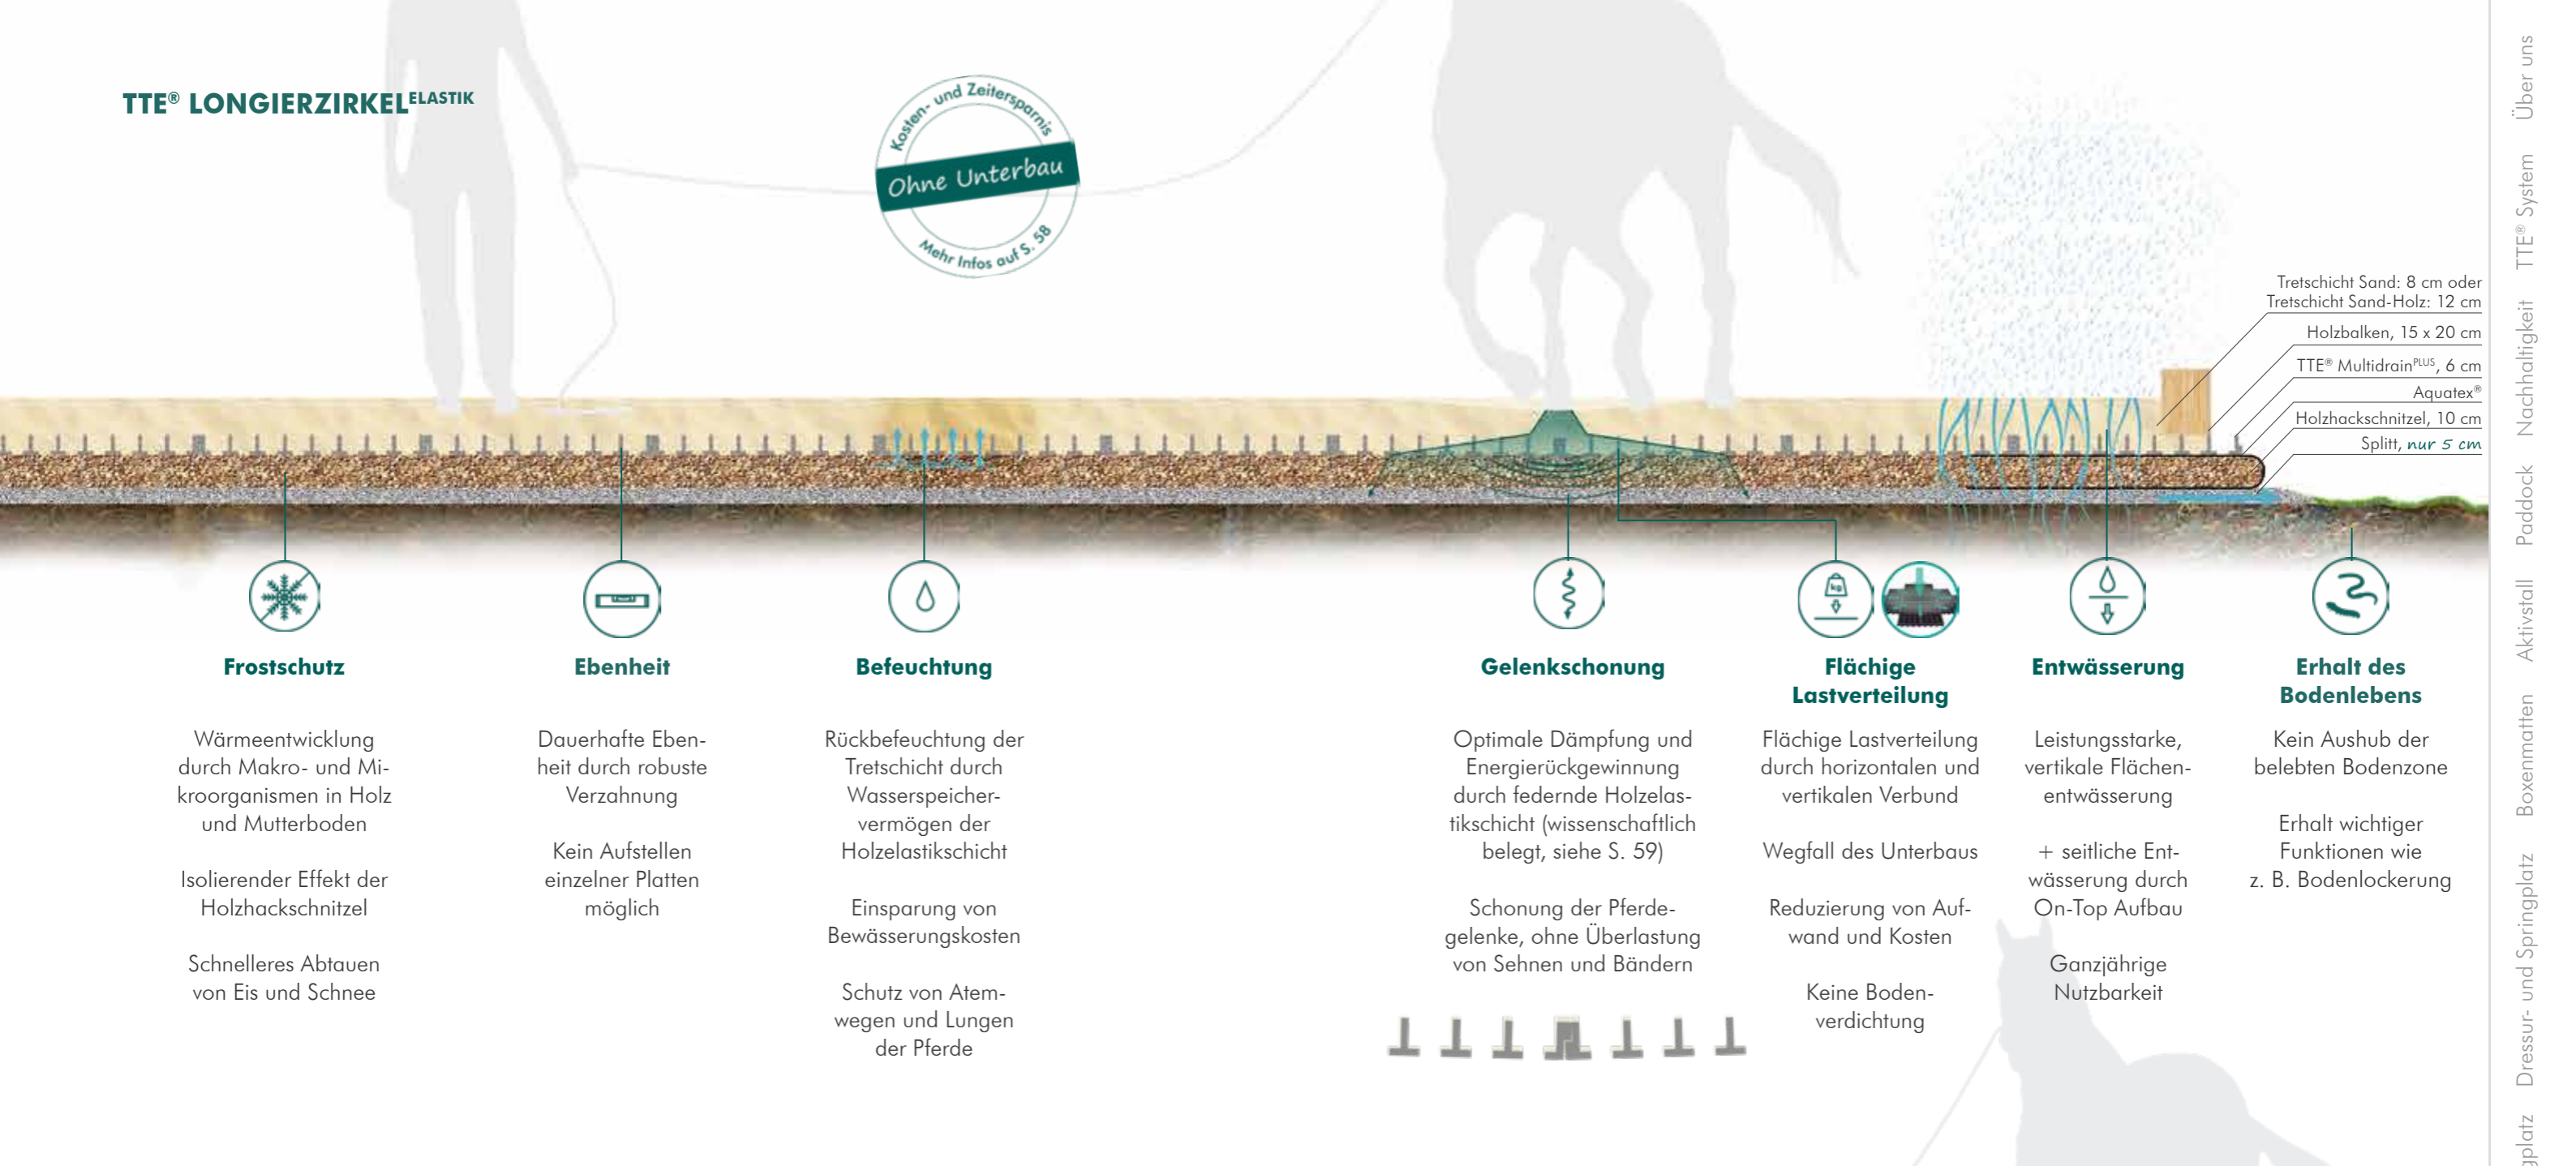 TTE® LONGIERZIRKELELASTIK
Kosten- und Zeitersparnis
Ohne Unterbau
Mehr Infos auf S. 58
Tretschicht Sand: 8 cm oder
Tretschicht Sand-Holz: 12 cm
Holzbalken, 15 x 20 cm
TTE® MultidrainPLUS, 6 cm
Aquatex®
Holzhackschnitzel, 10 cm
Splitt, nur 5 cm
kg
Frostschutz
Wärmeentwicklung
durch Makro- und Mi-
kroorganismen in Holz
und Mutterboden
Isolierender Effekt der
Holzhackschnitzel
Schnelleres Abtauen
von Eis und Schnee
Ebenheit
Dauerhafte Eben-
heit durch robuste
Verzahnung
Kein Aufstellen
einzelner Platten
möglich
Befeuchtung
Rückbefeuchtung der
Tretschicht durch
Wasserspeicher-
vermögen der
Holzelastikschicht
Einsparung von
Bewässerungskosten
Schutz von Atem-
wegen und Lungen
der Pferde
Gelenkschonung
Optimale Dämpfung und
Energierückgewinnung
durch federnde Holzelas-
tikschicht (wissenschaftlich
belegt, siehe S. 59)
Schonung der Pferde-
gelenke, ohne Überlastung
von Sehnen und Bändern
Flächige
Lastverteilung
Flächige Lastverteilung
durch horizontalen und
vertikalen Verbund
Wegfall des Unterbaus
Reduzierung von Auf-
wand und Kosten
Keine Boden-
verdichtung
Entwässerung
Leistungsstarke,
vertikale Flächen-
entwässerung
+ seitliche Ent-
wässerung durch
On-Top Aufbau
Ganzjährige
Nutzbarkeit
Erhalt des
Bodenlebens
Kein Aushub der
belebten Bodenzone
Erhalt wichtiger
Funktionen wie
z. B. Bodenlockerung
Über uns
TTE® System
Nachhaltigkeit
Paddock
Aktivstall
Boxenmatten
Dressur- und Springplatz